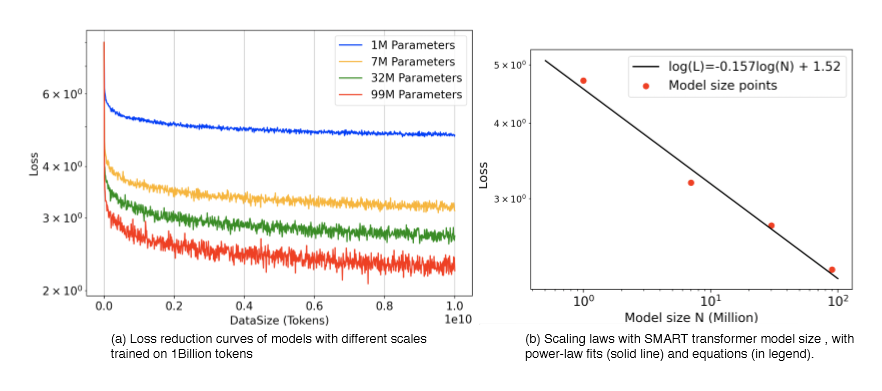 1M Parameters
7M Parameters
32M Parameters
99M Parameters
6 × 10⁰
4 × 10⁰
3 × 10⁰
2 × 10⁰
Loss
0.0 0.2 0.4 0.6 0.8 1.0
1e10
DataSize (Tokens)
(a) Loss reduction curves of models with different scales
trained on 1Billion tokens
log(L)=-0.157log(N) + 1.52
Model size points
5 × 10⁰
4 × 10⁰
3 × 10⁰
Loss
10⁰ 10¹ 10²
Model size N (Million)
(b) Scaling laws with SMART transformer model size , with
power-law fits (solid line) and equations (in legend).